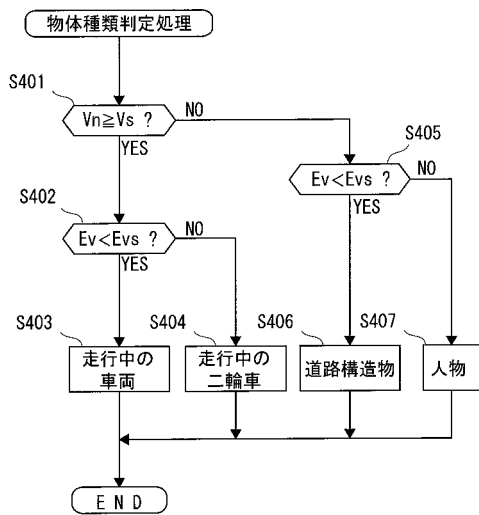 物体種類判定処理
S401
Vn≧Vs ?
NO
YES
S405
Ev<Evs ?
NO
YES
S402
Ev<Evs ?
NO
YES
S403
走行中の
車両
S404
走行中の
二輪車
S406
道路構造物
S407
人物
END